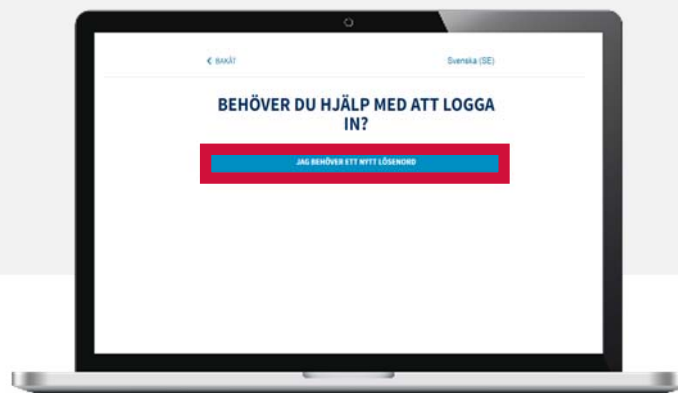 BAKÅT
Svenska (SE)
BEHÖVER DU HJÄLP MED ATT LOGGA
IN?
JAG BEHÖVER ETT NYTT LÖSENORD